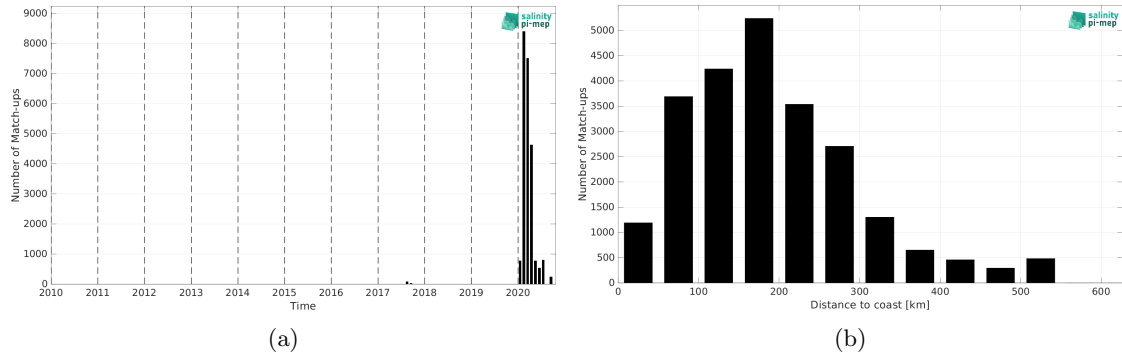 salinity
pi-mep
Number of Match-ups
9000
8000
7000
6000
5000
4000
3000
2000
1000
0
2010 2011 2012 2013 2014 2015 2016 2017 2018 2019 2020
Time
(a)
salinity
pi-mep
Number of Match-ups
5000
4500
4000
3500
3000
2500
2000
1500
1000
500
0
0 100 200 300 400 500 600
Distance to coast [km]
(b)